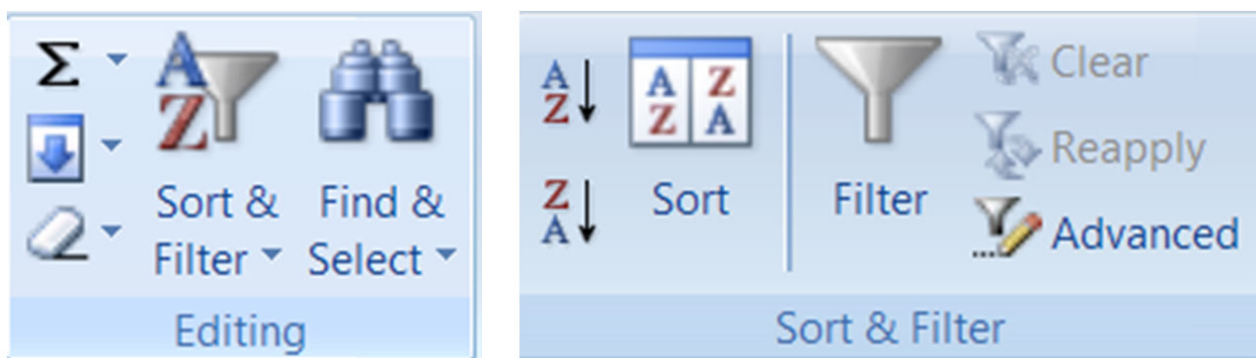 Σ
A
Z
Sort &
Filter
Find &
Select
Editing
A
Z
Z
A
A Z
Z A
Sort
Filter
Clear
Reapply
Advanced
Sort & Filter